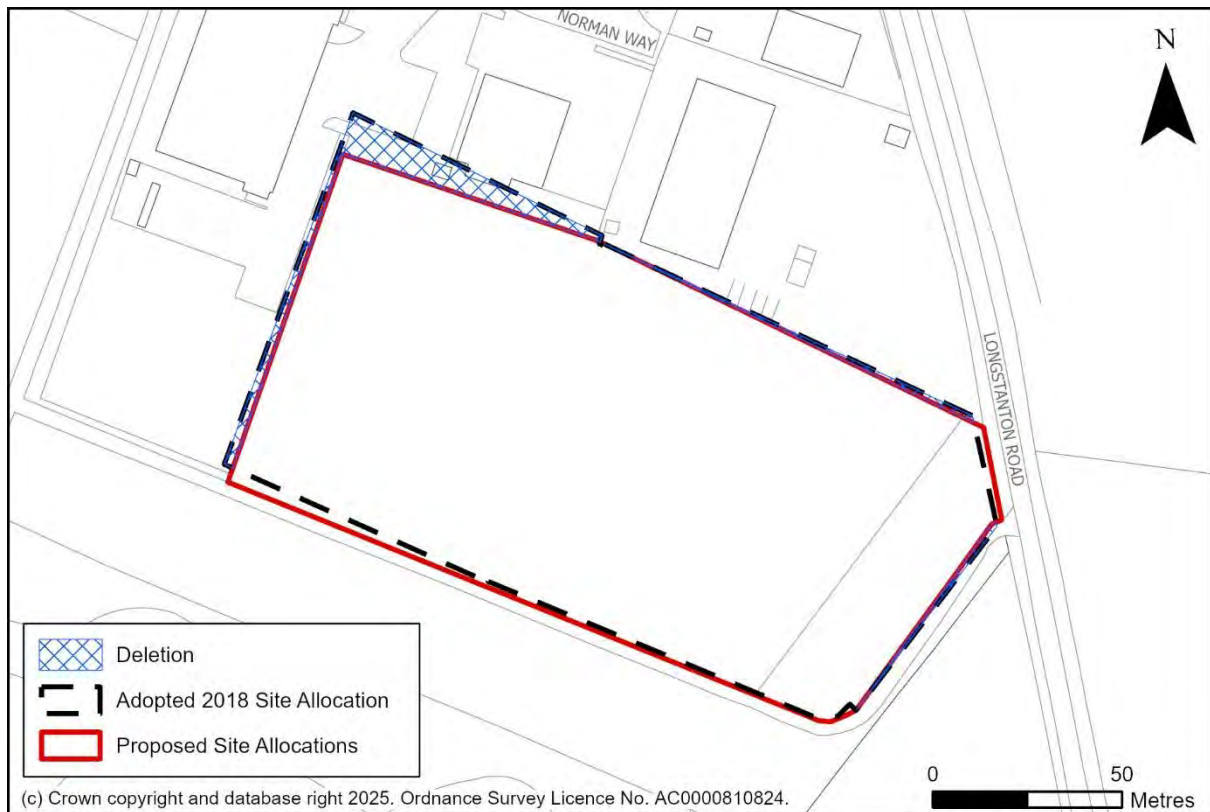 NORMAN WAY
N
LONGSTANTON ROAD
Deletion
Adopted 2018 Site Allocation
Proposed Site Allocations
0 50
Metres
(c) Crown copyright and database right 2025. Ordnance Survey Licence No. AC0000810824.